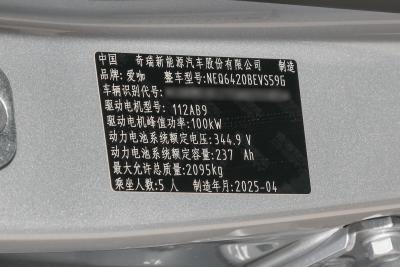 中国 奇瑞新能源汽车股份有限公司 制造
品牌: 爱咖 整车型号: NEQ6420BEVS59G
车辆识别代号:
驱动电机型号: 112AB9
驱动电机峰值功率: 100kW
动力电池系统额定电压: 344.9 V
动力电池系统额定容量: 237 Ah
最大允许总质量: 2095kg
乘坐人数: 5 人 制造年月: 2025-04